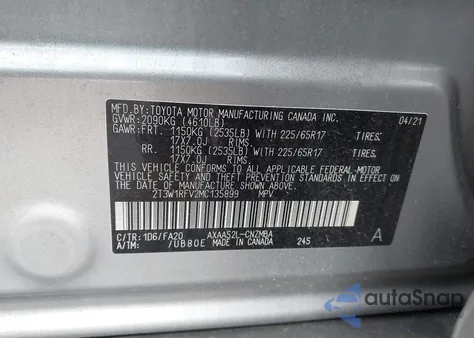 MFD. BY: TOYOTA MOTOR MANUFACTURING CANADA INC. 04/21
GVWR: 2090KG (4610LB)
GAWR: FRT. 1150KG (2535LB) WITH 225/65R17 TIRES,
17X7.0J RIMS.
RR. 1150KG (2535LB) WITH 225/65R17 TIRES,
17X7.0J RIMS.
THIS VEHICLE CONFORMS TO ALL APPLICABLE FEDERAL MOTOR
VEHICLE SAFETY AND BUMPER STANDARDS
IN EFFECT ON THE DATE OF MANUFACTURE SHOWN ABOVE.
2T3W1RFV2MC135899 MPV
C/TR: 1D6/FA20 AXAA52L-CNZMBA
A/TM: /UB80E MADE IN CANADA 245 A
autoSnap